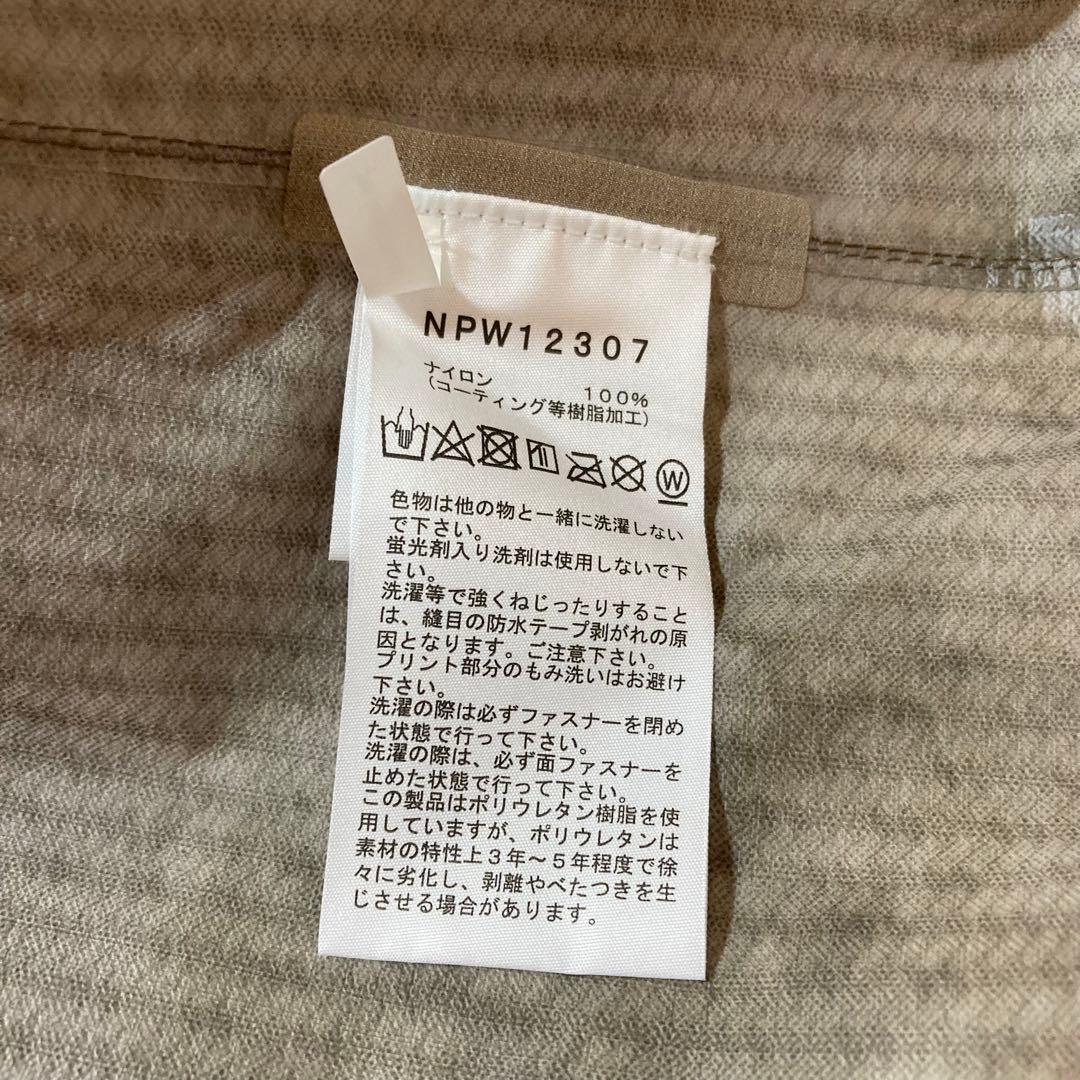 NPW12307
ナイロン 100%
(コーティング等樹脂加工)
W
色物は他の物と一緒に洗濯しない
で下さい。
蛍光剤入り洗剤は使用しないで下
さい。
洗濯等で強くねじったりすること
は、縫目の防水テープ剥がれの原
因となります。ご注意下さい。
プリント部分のもみ洗いはお避け
下さい。
洗濯の際は必ずファスナーを閉め
た状態で行って下さい。
洗濯の際は、必ず面ファスナーを
止めた状態で行って下さい。
この製品はポリウレタン樹脂を使
用していますが、ポリウレタンは
素材の特性上3年～5年程度で徐
々に劣化し、剥離やべたつきを生
じさせる場合があります。